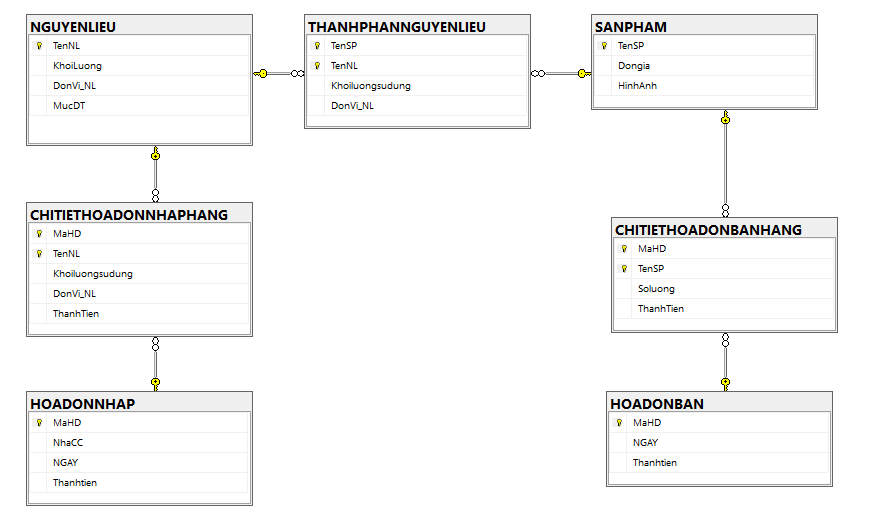 NGUYENLIEU
TenNL
KhoiLuong
DonVi_NL
MucDT
THANHPHANNGUYENLIEU
TenSP
TenNL
Khoiluongsudung
DonVi_NL
SANPHAM
TenSP
Dongia
HinhAnh
CHITIETHOADONNHAPHANG
MaHD
TenNL
Khoiluongsudung
DonVi_NL
ThanhTien
CHITIETHOADONBANHANG
MaHD
TenSP
Soluong
ThanhTien
HOADONNHAP
MaHD
NhaCC
NGAY
Thanhtien
HOADONBAN
MaHD
NGAY
Thanhtien